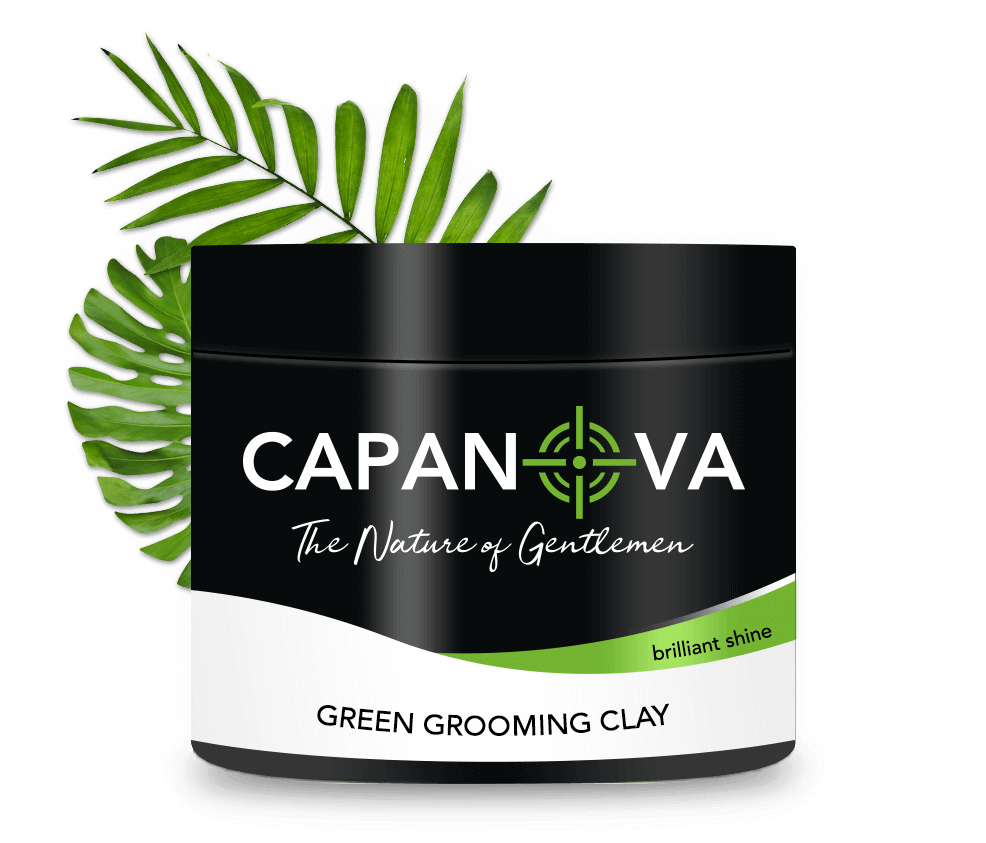 CAPANOVA
The Nature of Gentlemen
brilliant shine
GREEN GROOMING CLAY